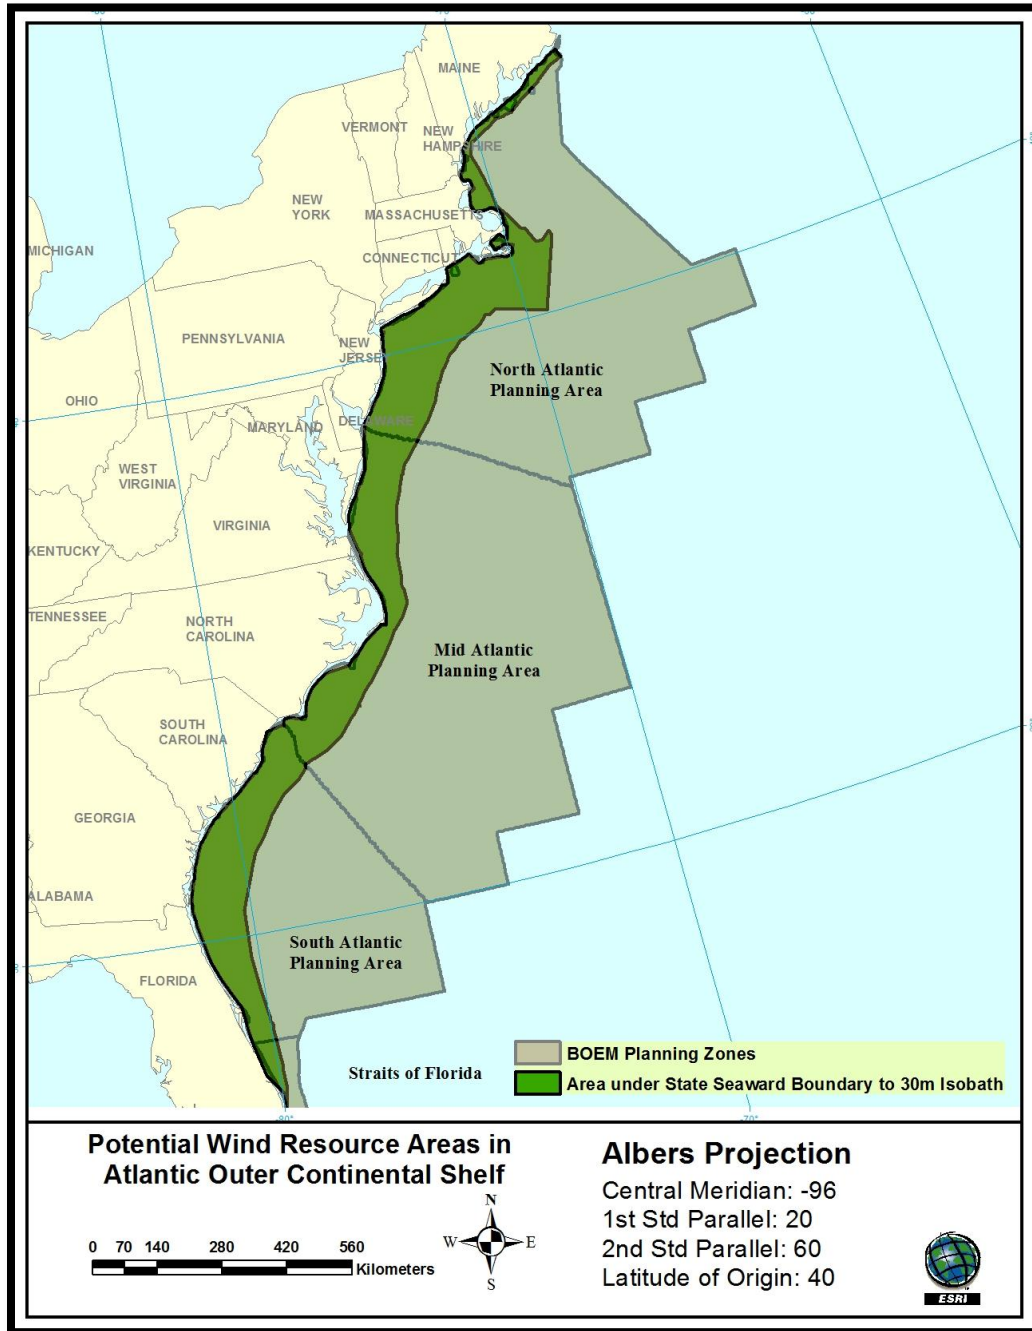 MAINE
VERMONT
NEW
HAMPSHIRE
NEW
YORK
MASSACHUSETTS
MICHIGAN
CONNECTICUT
PENNSYLVANIA
NEW
JERSEY
OHIO
MARYLAND
DELAWARE
North Atlantic
Planning Area
WEST
VIRGINIA
VIRGINIA
KENTUCKY
TENNESSEE
NORTH
CAROLINA
Mid Atlantic
Planning Area
SOUTH
CAROLINA
GEORGIA
ALABAMA
South Atlantic
Planning Area
FLORIDA
Straits of Florida
BOEM Planning Zones
Area under State Seaward Boundary to 30m Isobath
-80°
-70°
Potential Wind Resource Areas in
Atlantic Outer Continental Shelf
0 70 140 280 420 560
Kilometers
N
W E
S
Albers Projection
Central Meridian: -96
1st Std Parallel: 20
2nd Std Parallel: 60
Latitude of Origin: 40
ESRI